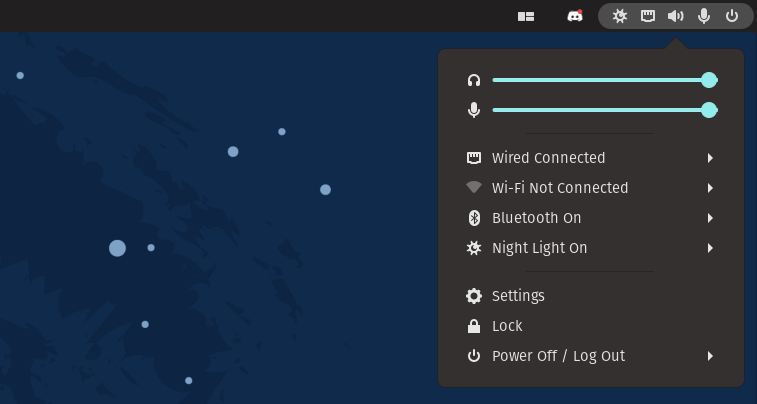 Wired Connected
Wi-Fi Not Connected
Bluetooth On
Night Light On
Settings
Lock
Power Off / Log Out